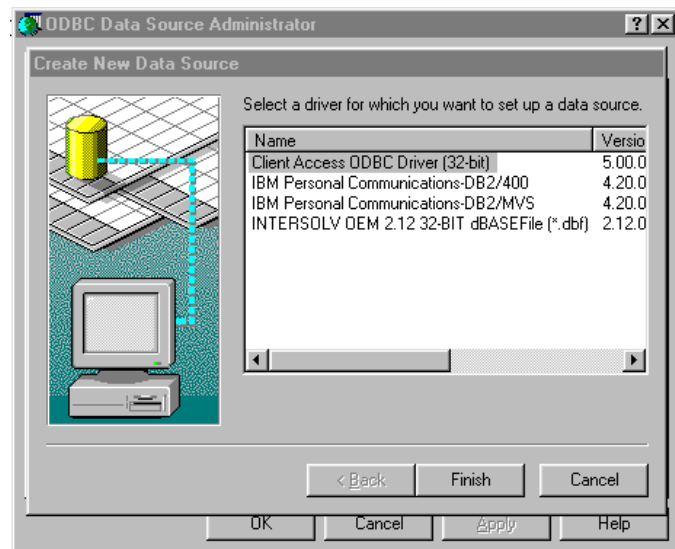 ODBC Data Source Administrator
Create New Data Source
Select a driver for which you want to set up a data source.
Name Versio
Client Access ODBC Driver (32-bit) 5.00.0
IBM Personal Communications-DB2/400 4.20.0
IBM Personal Communications-DB2/MVS 4.20.0
INTERSOLV OEM 2.12 32-BIT dBASEFile (*.dbf) 2.12.0
< Back Finish Cancel
OK Cancel Apply Help